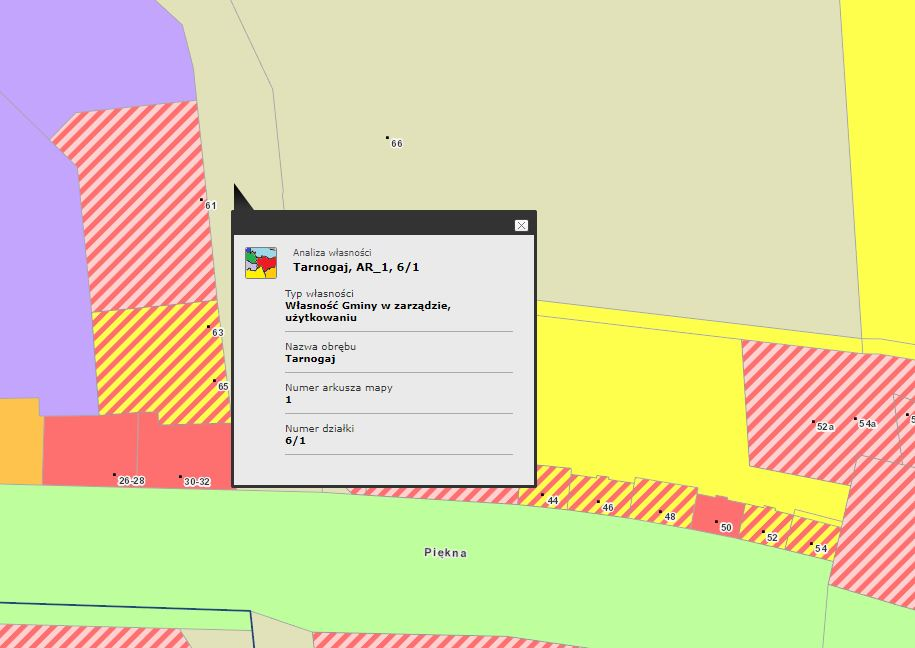 66
61
Analiza własności
Tarnogaj, AR_1, 6/1
Typ własności
Własność Gminy w zarządzie,
użytkowaniu
63
Nazwa obrębu
Tarnogaj
65
Numer arkusza mapy
1
52a
54a
Numer działki
6/1
26-28
30-32
44
46
48
50
52
54
Piękna